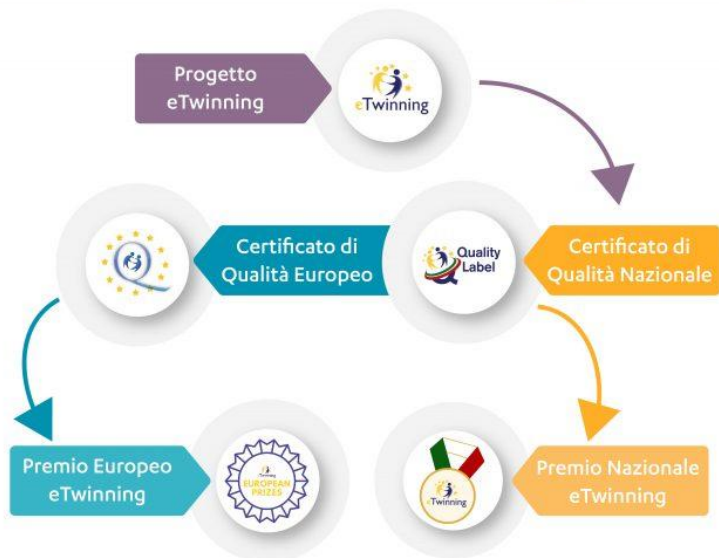 Progetto
eTwinning
eTwinning
Certificato di
Qualità Europeo
Quality
Label
Certificato di
Qualità Nazionale
Premio Europeo
eTwinning
eTwinning
EUROPEAN
PRIZES
eTwinning
Premio Nazionale
eTwinning